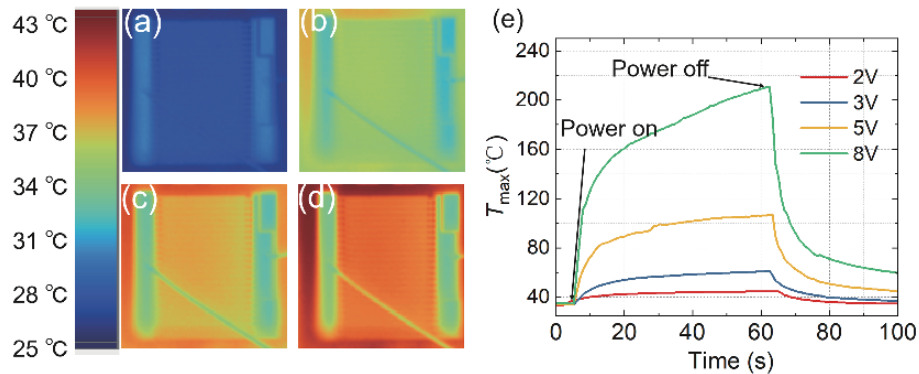 43 ℃
40 ℃
37 ℃
34 ℃
31 ℃
28 ℃
25 ℃
(a)
(b)
(c)
(d)
(e)
Tmax(℃)
240
200
160
120
80
40
Power off
Power on
2V
3V
5V
8V
0 20 40 60 80 100
Time (s)